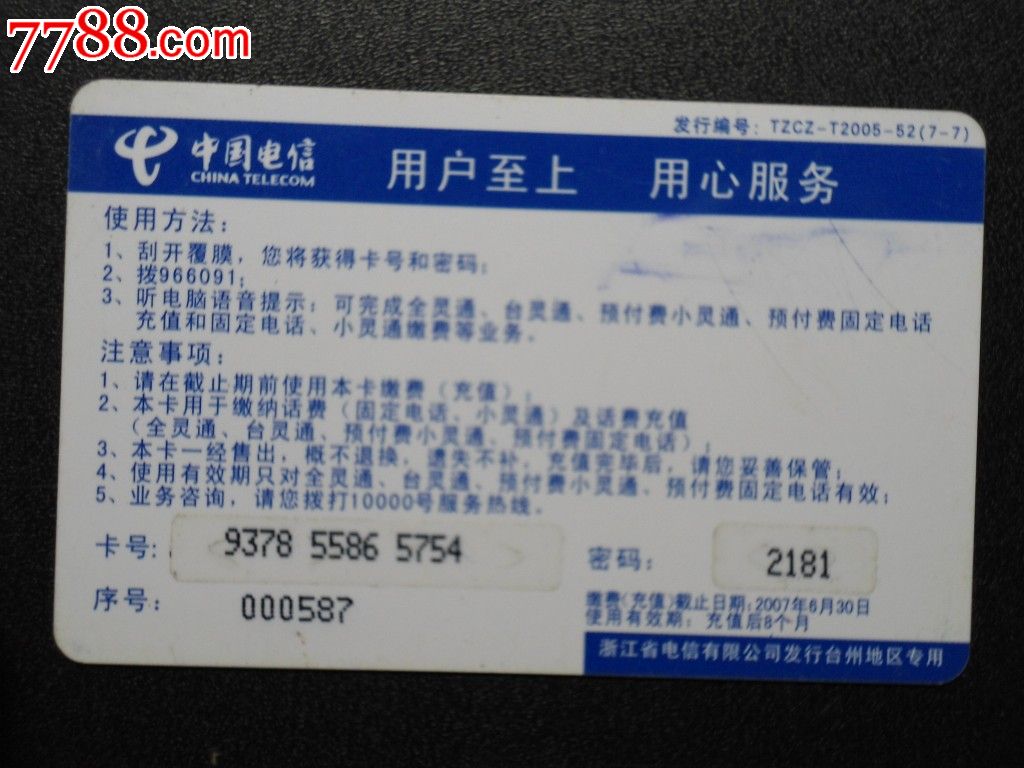 7788.com
发行编号：TZCZ-T2005-52(7-7)
中国电信
CHINA TELECOM
用户至上 用心服务
使用方法：
1、刮开覆膜，您将获得卡号和密码；
2、拨966091；
3、听电脑语音提示：可完成全灵通、台灵通、预付费小灵通、预付费固定电话
充值和固定电话、小灵通缴费等业务。
注意事项：
1、请在截止期前使用本卡缴费（充值）；
2、本卡用于缴纳话费（固定电话、小灵通）及话费充值
（全灵通、台灵通、预付费小灵通、预付费固定电话）；
3、本卡一经售出，概不退换，遗失不补，充值完毕后，请您妥善保管；
4、使用有效期只对全灵通、台灵通、预付费小灵通、预付费固定电话有效；
5、业务咨询，请您拨打10000号服务热线。
卡号：9378 5586 5754
密码：2181
序号：000587
缴费(充值)截止日期：2007年6月30日
使用有效期：充值后8个月
浙江省电信有限公司发行台州地区专用